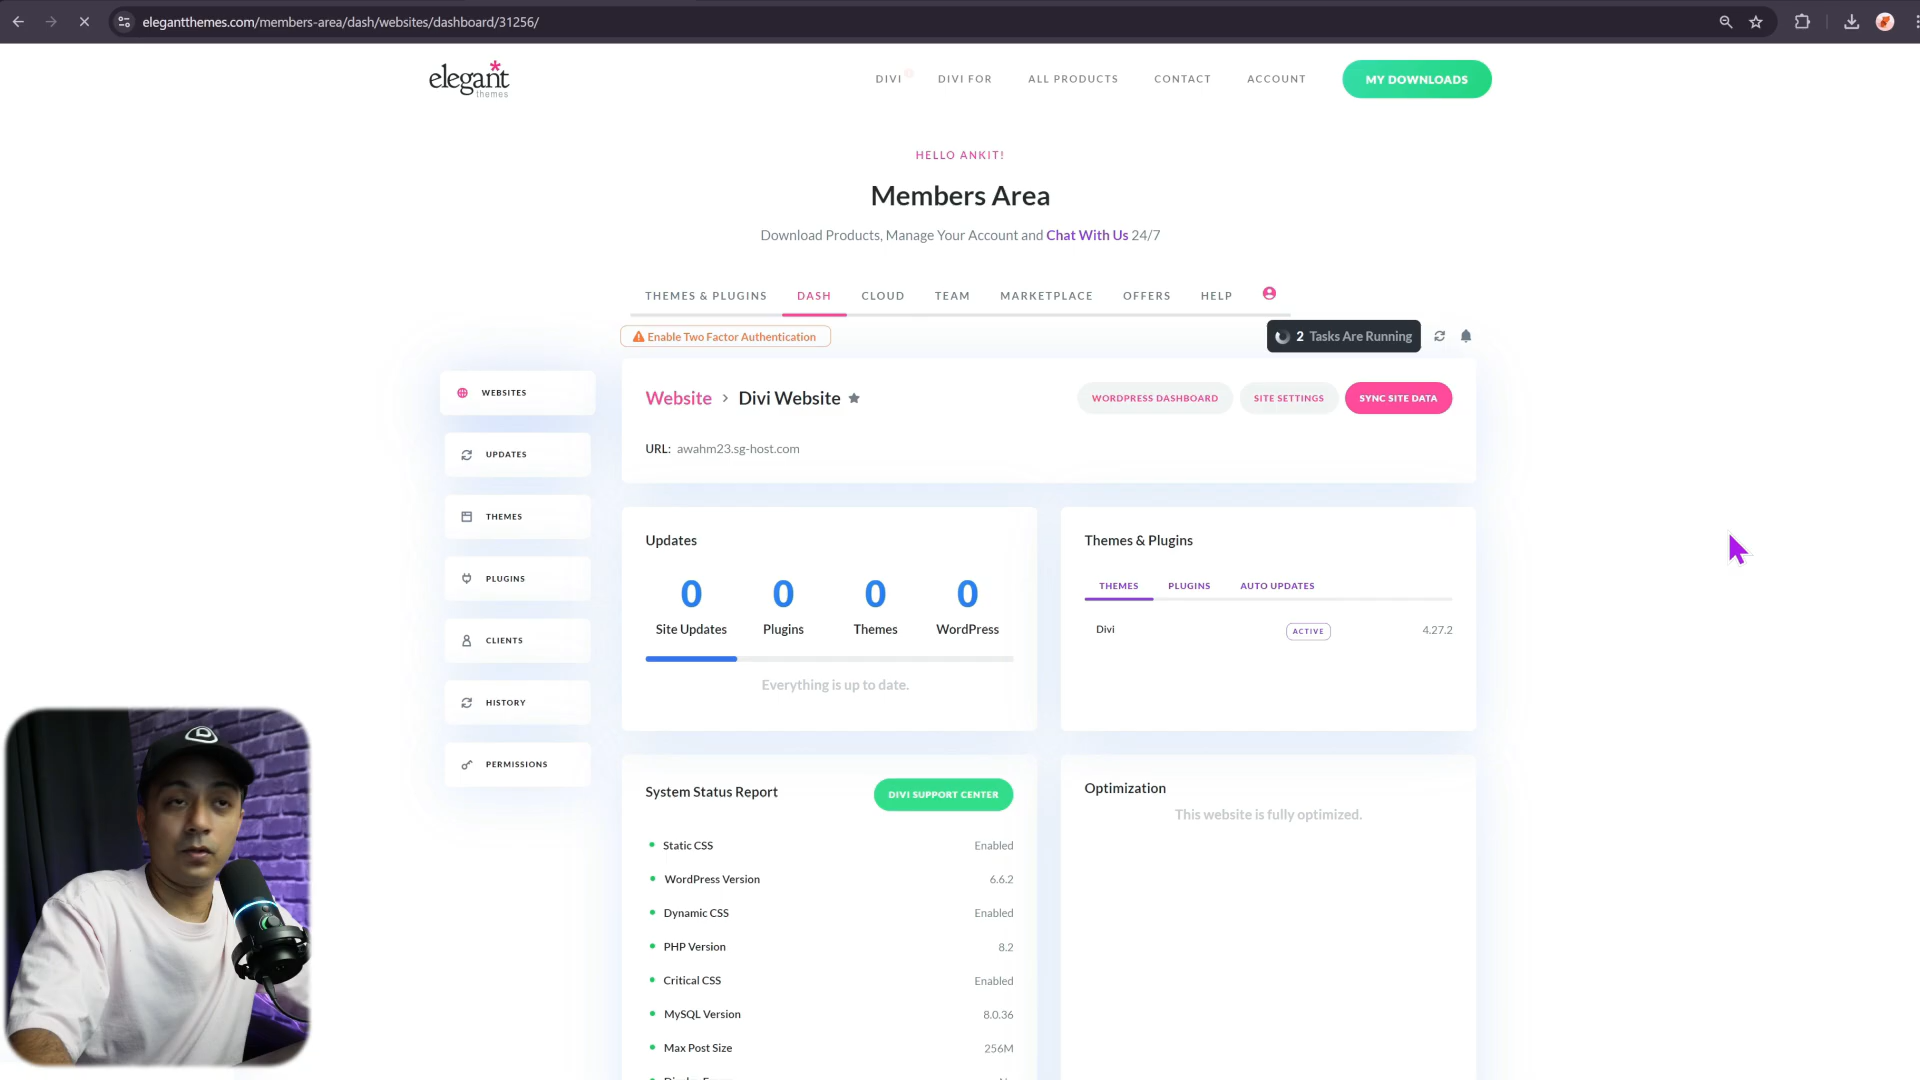 elegantthemes.com/members-area/dash/websites/dashboard/31256/
elegant themes
DIVI
DIVI FOR
ALL PRODUCTS
CONTACT
ACCOUNT
MY DOWNLOADS
HELLO ANKIT!
Members Area
Download Products, Manage Your Account and Chat With Us 24/7
THEMES & PLUGINS
DASH
CLOUD
TEAM
MARKETPLACE
OFFERS
HELP
Enable Two Factor Authentication
2 Tasks Are Running
WEBSITES
UPDATES
THEMES
PLUGINS
CLIENTS
HISTORY
PERMISSIONS
Website > Divi Website
WORDPRESS DASHBOARD
SITE SETTINGS
SYNC SITE DATA
URL: awahm23.sg-host.com
Updates
0 0 0 0
Site Updates Plugins Themes WordPress
Everything is up to date.
Themes & Plugins
THEMES PLUGINS AUTO UPDATES
Divi ACTIVE 4.27.2
System Status Report
DIVI SUPPORT CENTER
Static CSS Enabled
WordPress Version 6.6.2
Dynamic CSS Enabled
PHP Version 8.2
Critical CSS Enabled
MySQL Version 8.0.36
Max Post Size 256M
Optimization
This website is fully optimized.